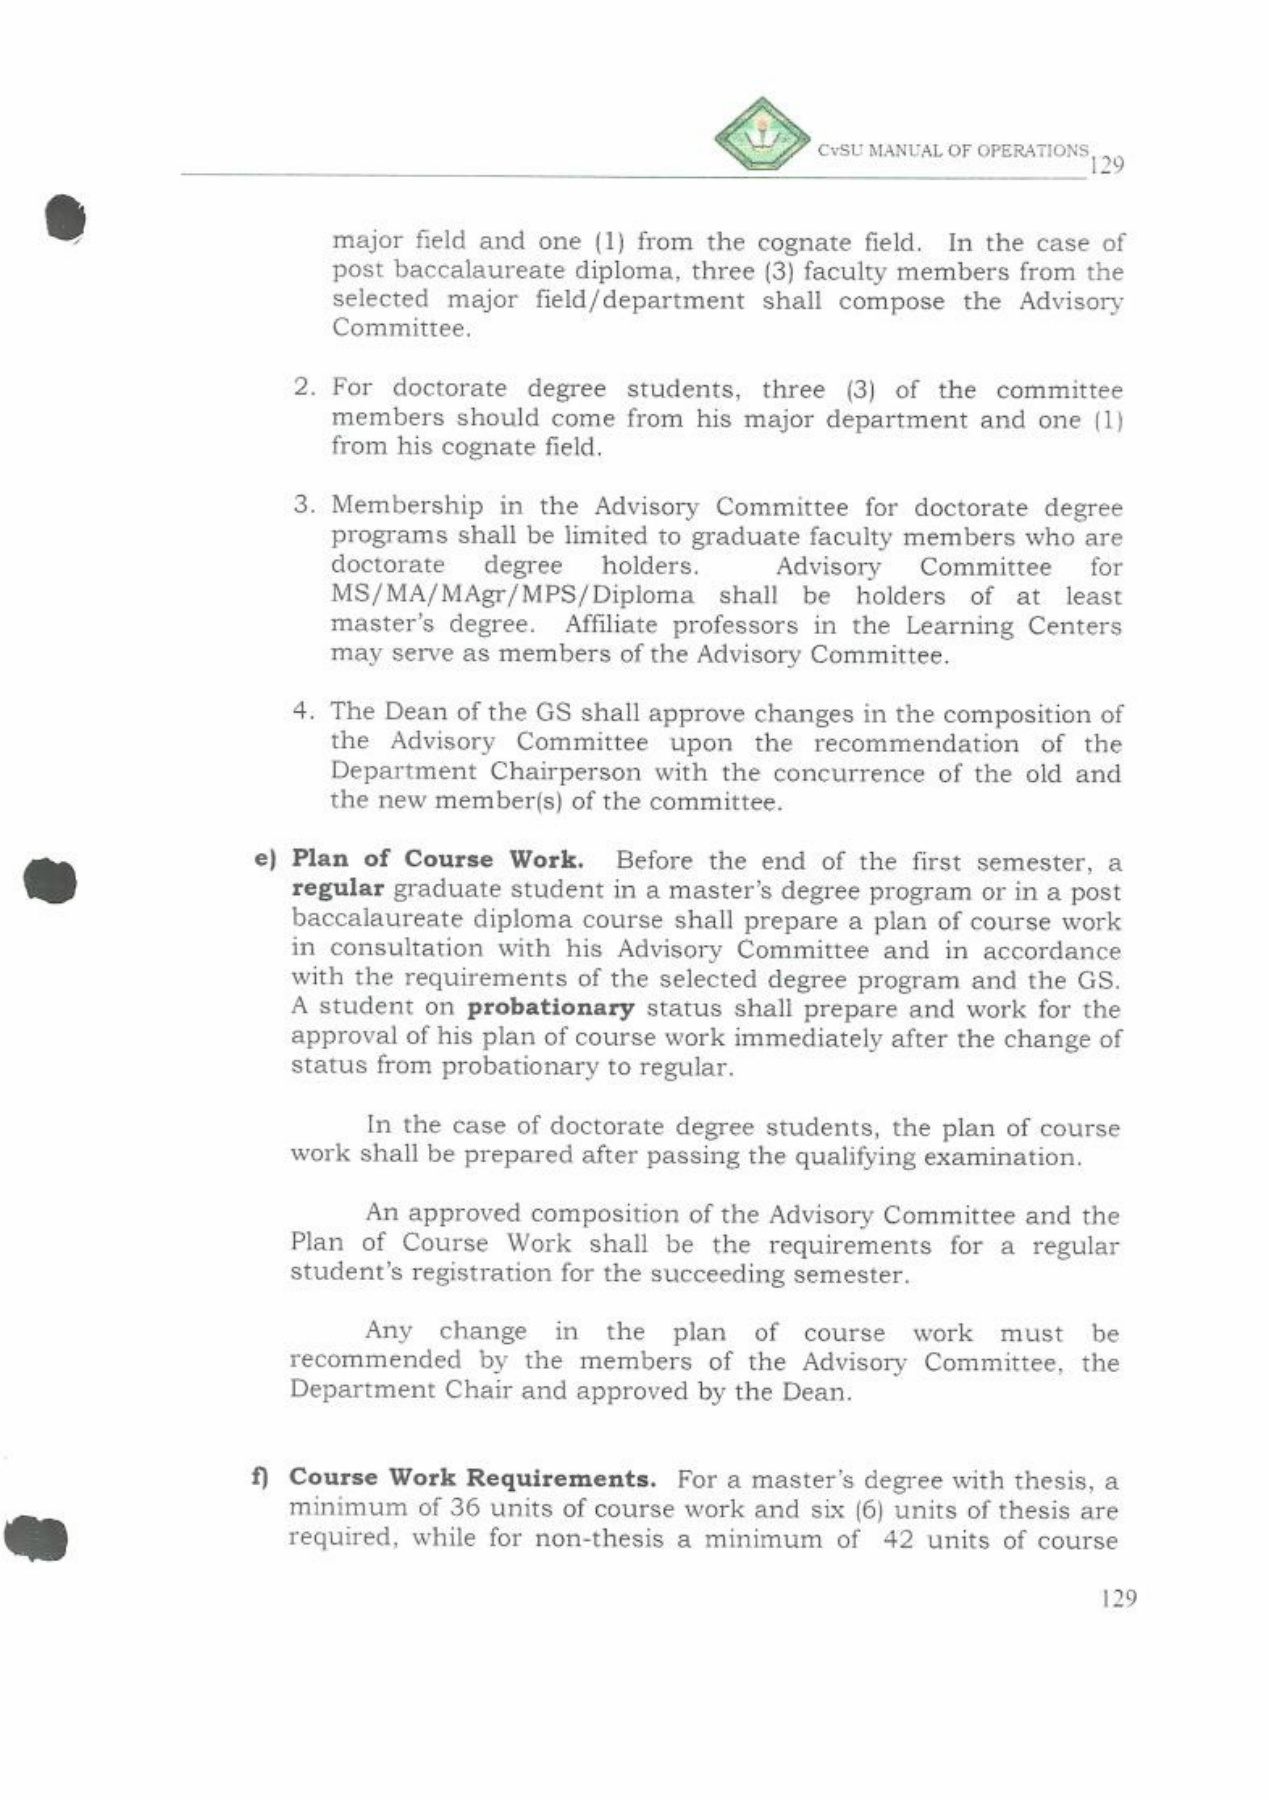 CvSU MANUAL OF OPERATIONS 129
major field and one (1) from the cognate field. In the case of
post baccalaureate diploma, three (3) faculty members from the
selected major field/department shall compose the Advisory
Committee.
2. For doctorate degree students, three (3) of the committee
members should come from his major department and one (1)
from his cognate field.
3. Membership in the Advisory Committee for doctorate degree
programs shall be limited to graduate faculty members who are
doctorate degree holders. Advisory Committee for
MS/MA/MAgr/MPS/Diploma shall be holders of at least
master's degree. Affiliate professors in the Learning Centers
may serve as members of the Advisory Committee.
4. The Dean of the GS shall approve changes in the composition of
the Advisory Committee upon the recommendation of the
Department Chairperson with the concurrence of the old and
the new member(s) of the committee.
e) Plan of Course Work. Before the end of the first semester, a
regular graduate student in a master's degree program or in a post
baccalaureate diploma course shall prepare a plan of course work
in consultation with his Advisory Committee and in accordance
with the requirements of the selected degree program and the GS.
A student on probationary status shall prepare and work for the
approval of his plan of course work immediately after the change of
status from probationary to regular.
In the case of doctorate degree students, the plan of course
work shall be prepared after passing the qualifying examination.
An approved composition of the Advisory Committee and the
Plan of Course Work shall be the requirements for a regular
student's registration for the succeeding semester.
Any change in the plan of course work must be
recommended by the members of the Advisory Committee, the
Department Chair and approved by the Dean.
f) Course Work Requirements. For a master's degree with thesis, a
minimum of 36 units of course work and six (6) units of thesis are
required, while for non-thesis a minimum of 42 units of course
129